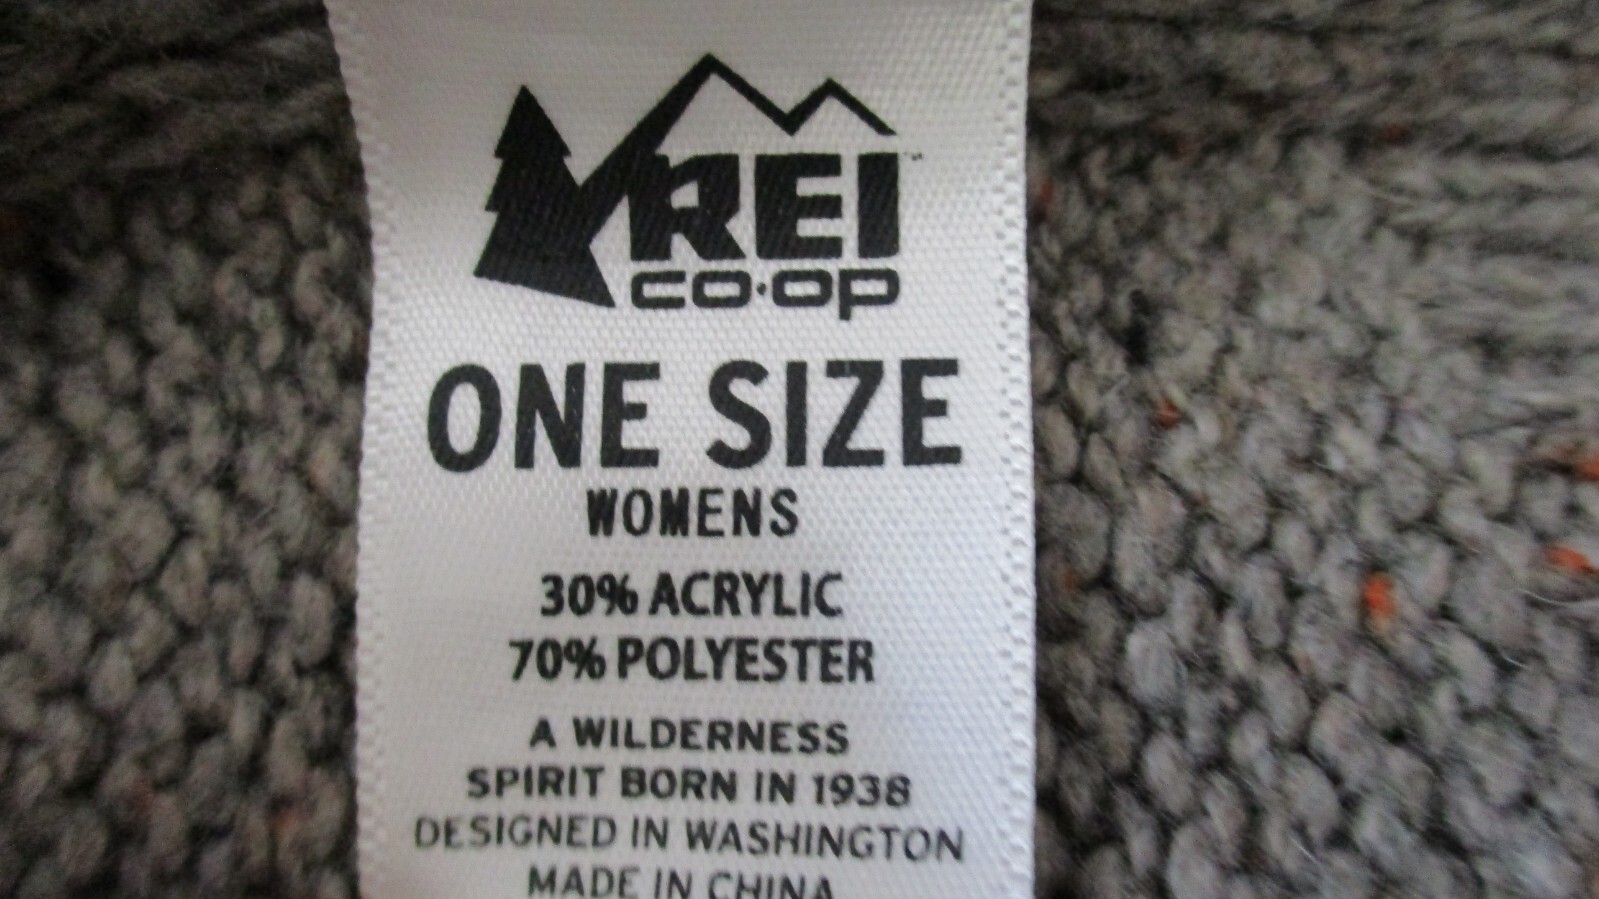 REI
co·op
ONE SIZE
WOMENS
30% ACRYLIC
70% POLYESTER
A WILDERNESS
SPIRIT BORN IN 1938
DESIGNED IN WASHINGTON
MADE IN CHINA